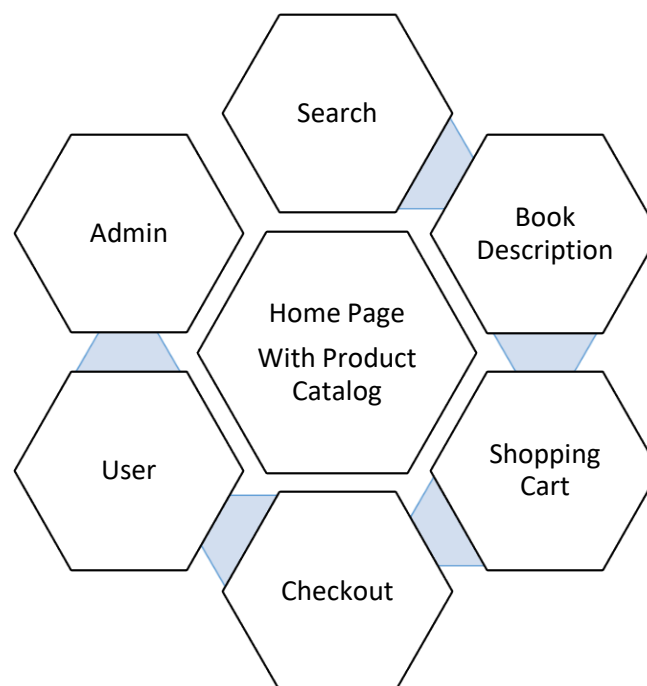 Search
Admin
Book
Description
Home Page
With Product
Catalog
User
Shopping
Cart
Checkout